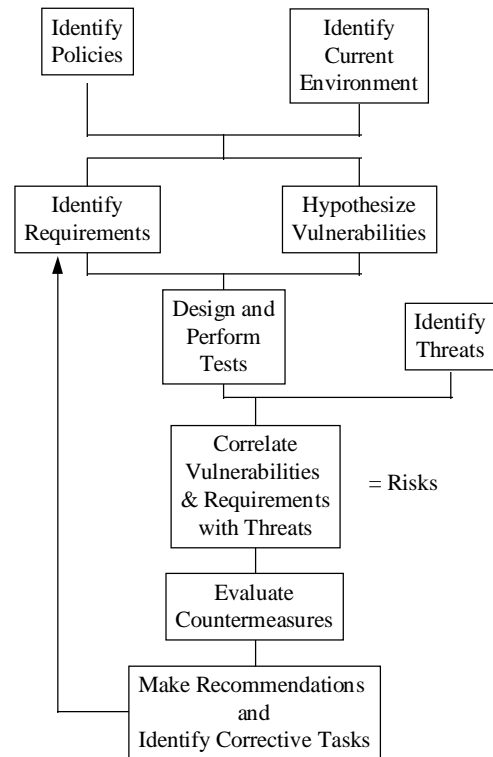 Identify
Policies
Identify
Current
Environment
Identify
Requirements
Hypothesize
Vulnerabilities
Design and
Perform
Tests
Identify
Threats
Correlate
Vulnerabilities
& Requirements
with Threats
= Risks
Evaluate
Countermeasures
Make Recommendations
and
Identify Corrective Tasks